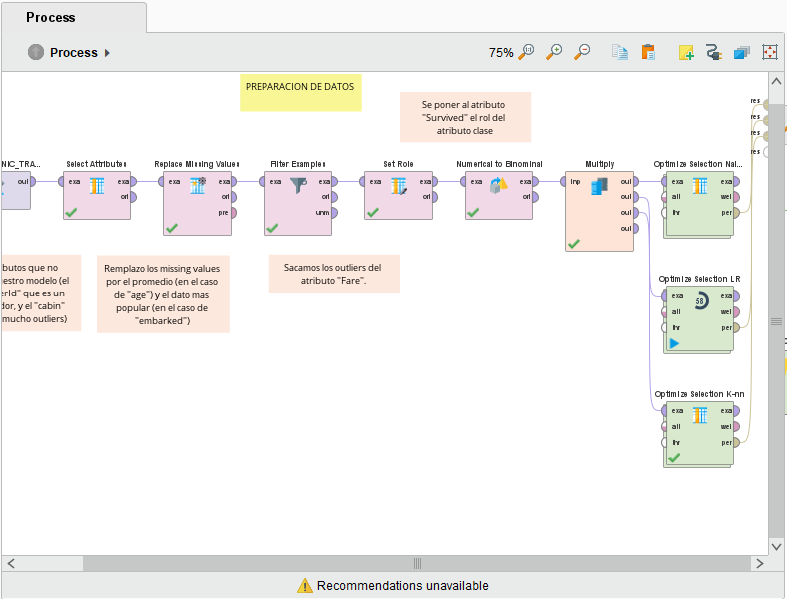 Process
Process
75%
PREPARACION DE DATOS
Se poner al atributo
"Survived" el rol del
atributo clase
res
res
res
res
NIC_TRA...
Select Attributes
Replace Missing Values
Filter Examples
Set Role
Numerical to Binominal
Multiply
Optimize Selection Nai...
out
exa
exa
ori
exa
exa
ori
pre
exa
exa
ori
unm
exa
exa
ori
exa
exa
ori
inp
out
out
out
out
exa
exa
att
wei
thr
per
butos que no
estro modelo (el
erId" que es un
dor, y el "cabin"
mucho outliers)
Remplazo los missing values
por el promedio (en el caso
de "age") y el dato mas
popular (en el caso de
"embarked")
Sacamos los outliers del
atributo "Fare".
Optimize Selection LR
exa
58
exa
att
wei
thr
per
Optimize Selection K-nn
exa
exa
att
wei
thr
per
Recommendations unavailable